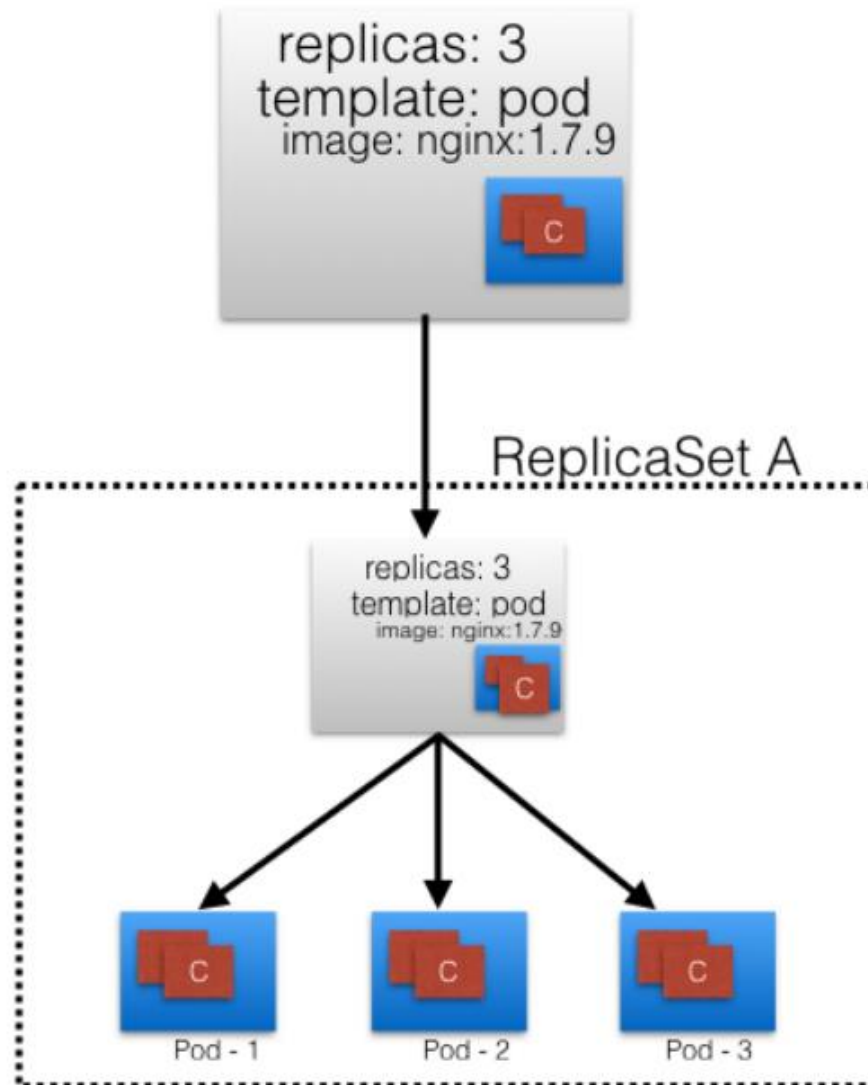 replicas: 3
template: pod
image: nginx:1.7.9
C
ReplicaSet A
replicas: 3
template: pod
image: nginx:1.7.9
C
C
C
C
Pod - 1
Pod - 2
Pod - 3